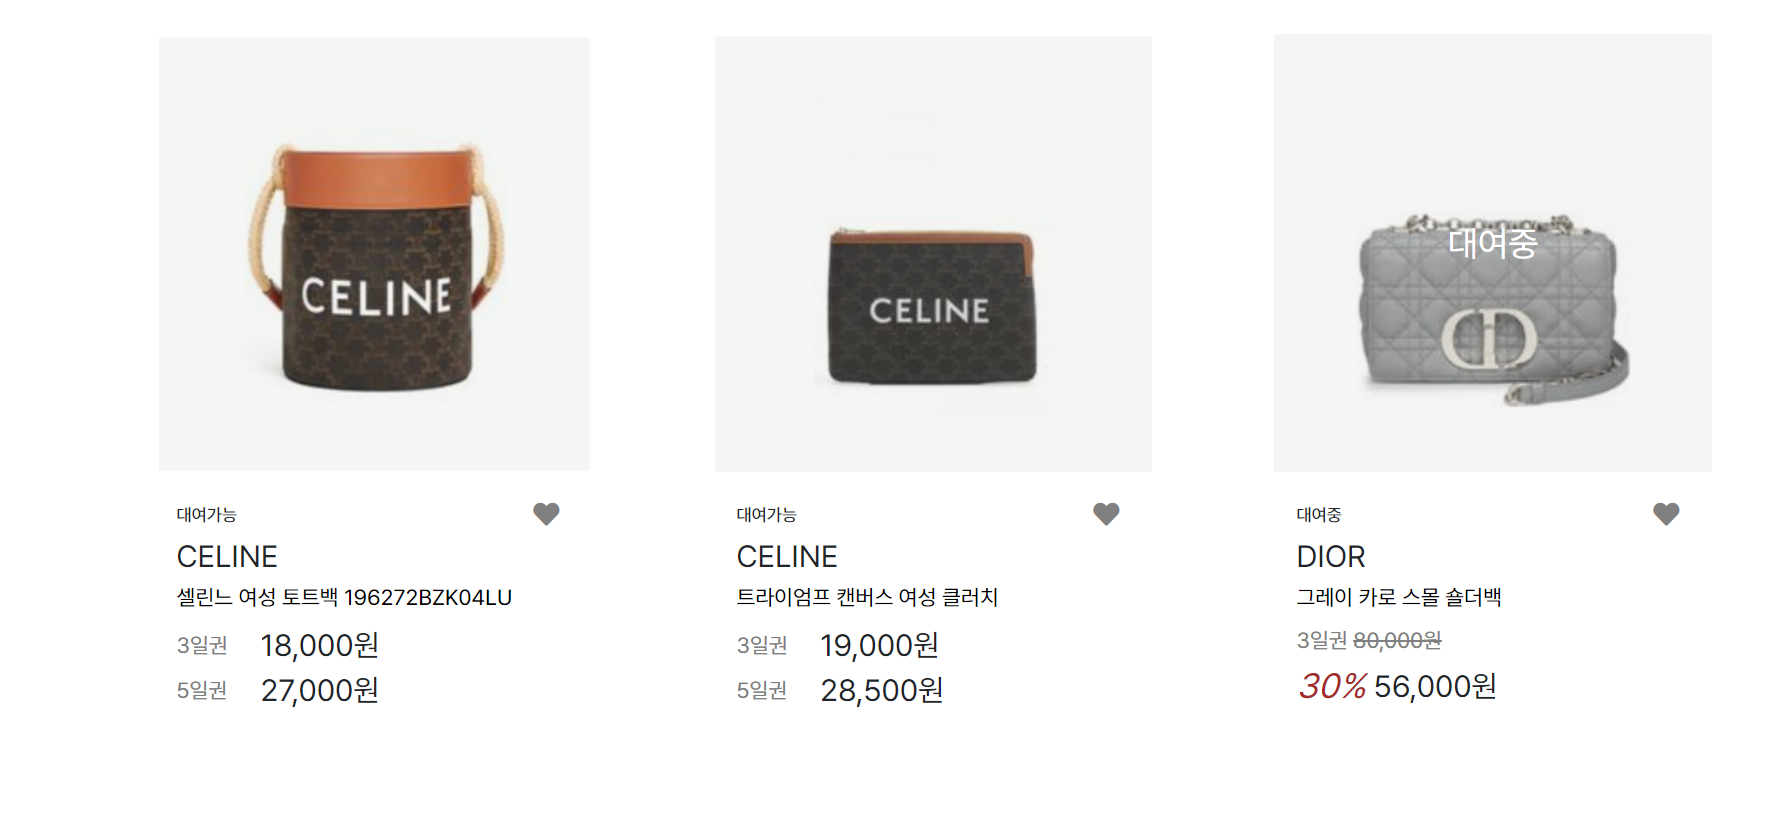 CELINE
대여가능
CELINE
셀린느 여성 토트백 196272BZK04LU
3일권 18,000원
5일권 27,000원
CELINE
대여가능
CELINE
트라이엄프 캔버스 여성 클러치
3일권 19,000원
5일권 28,500원
대여중
CD
대여중
DIOR
그레이 카로 스몰 숄더백
3일권 80,000원
30% 56,000원